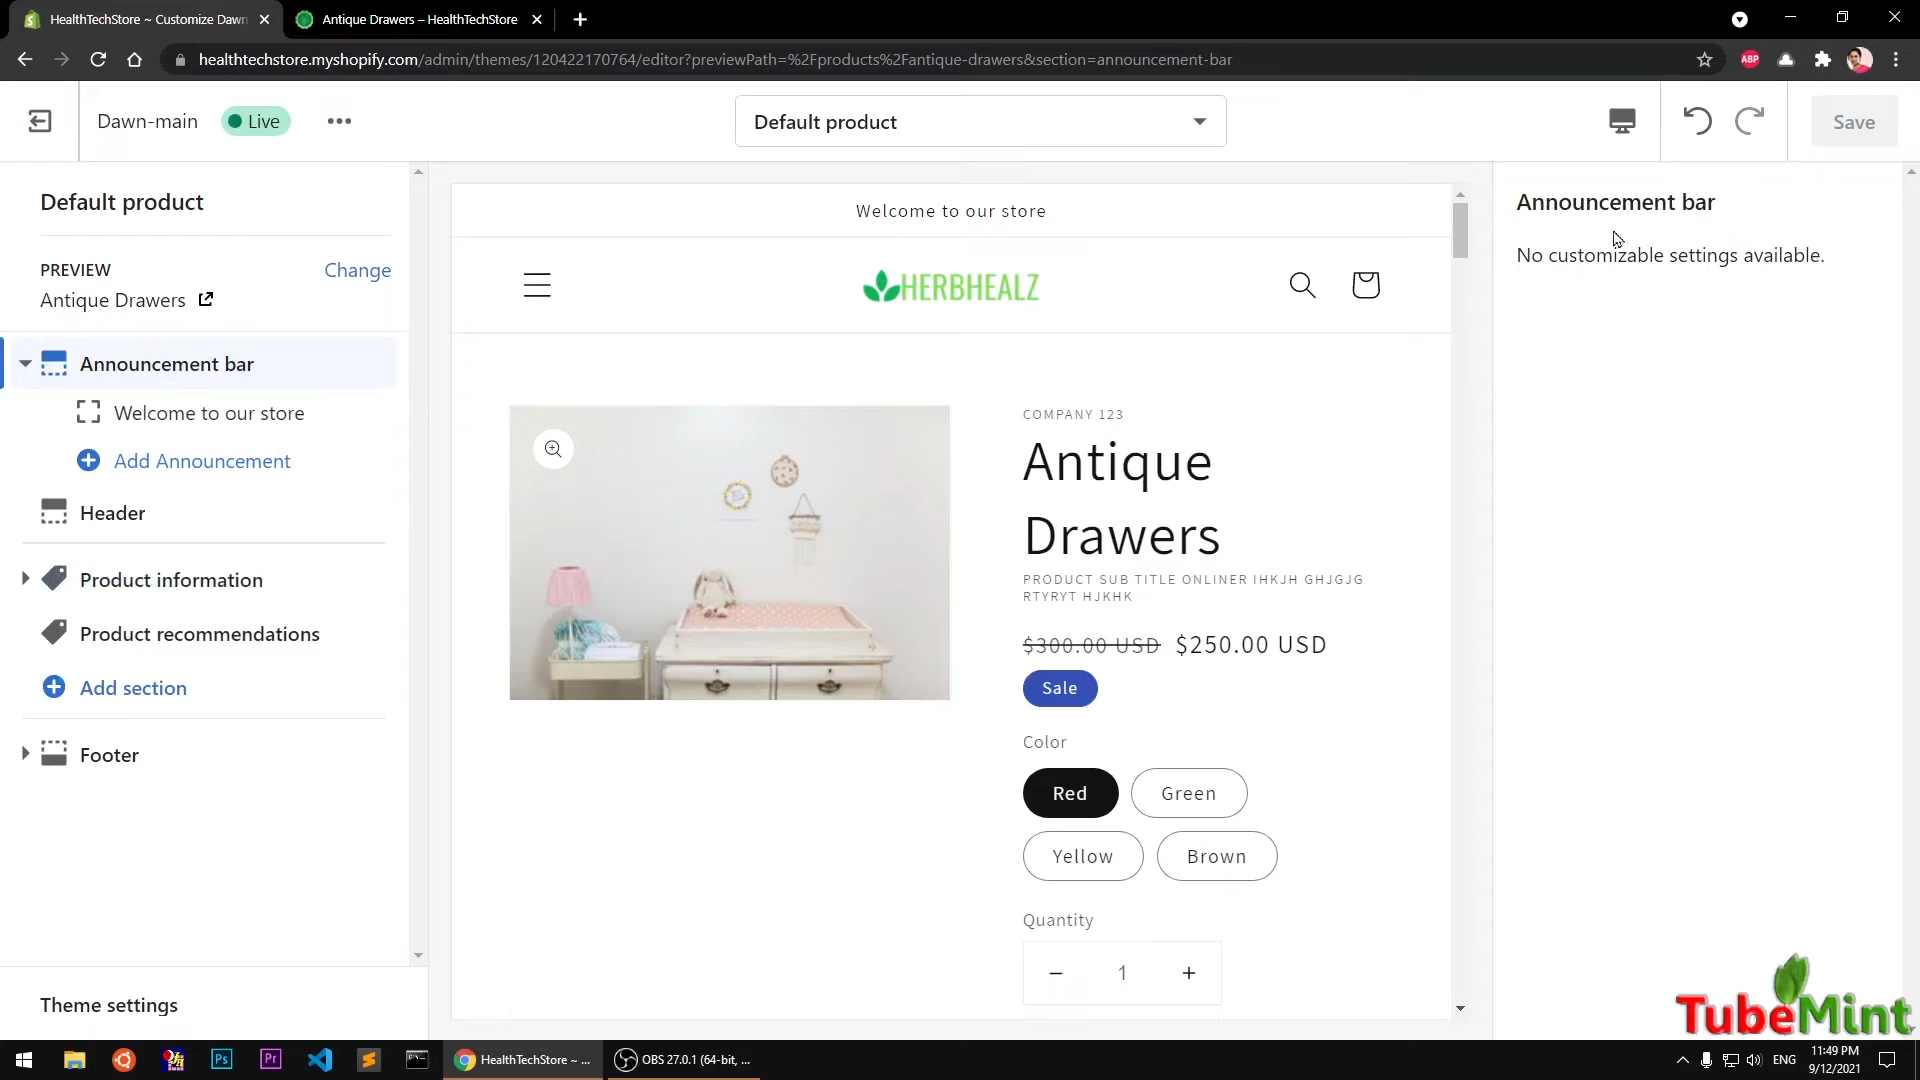 HealthTechStore ~ Customize Dawn
Antique Drawers – HealthTechStore
healthtechstore.myshopify.com/admin/themes/120422170764/editor?previewPath=%2Fproducts%2Fantique-drawers&section=announcement-bar
ABP
Dawn-main
Live
Default product
Save
Default product
PREVIEW
Change
Antique Drawers
Announcement bar
Welcome to our store
Add Announcement
Header
Product information
Product recommendations
Add section
Footer
Theme settings
Welcome to our store
HERBHEALZ
COMPANY 123
Antique
Drawers
PRODUCT SUB TITLE ONLINER IHKJH GHJGJG
RTYRYT HJKHK
$300.00 USD $250.00 USD
Sale
Color
Red
Green
Yellow
Brown
Quantity
1
Announcement bar
No customizable settings available.
TubeMint
Ps
Pr
HealthTechStore ~ ...
OBS 27.0.1 (64-bit, ...
ENG
11:49 PM
9/12/2021